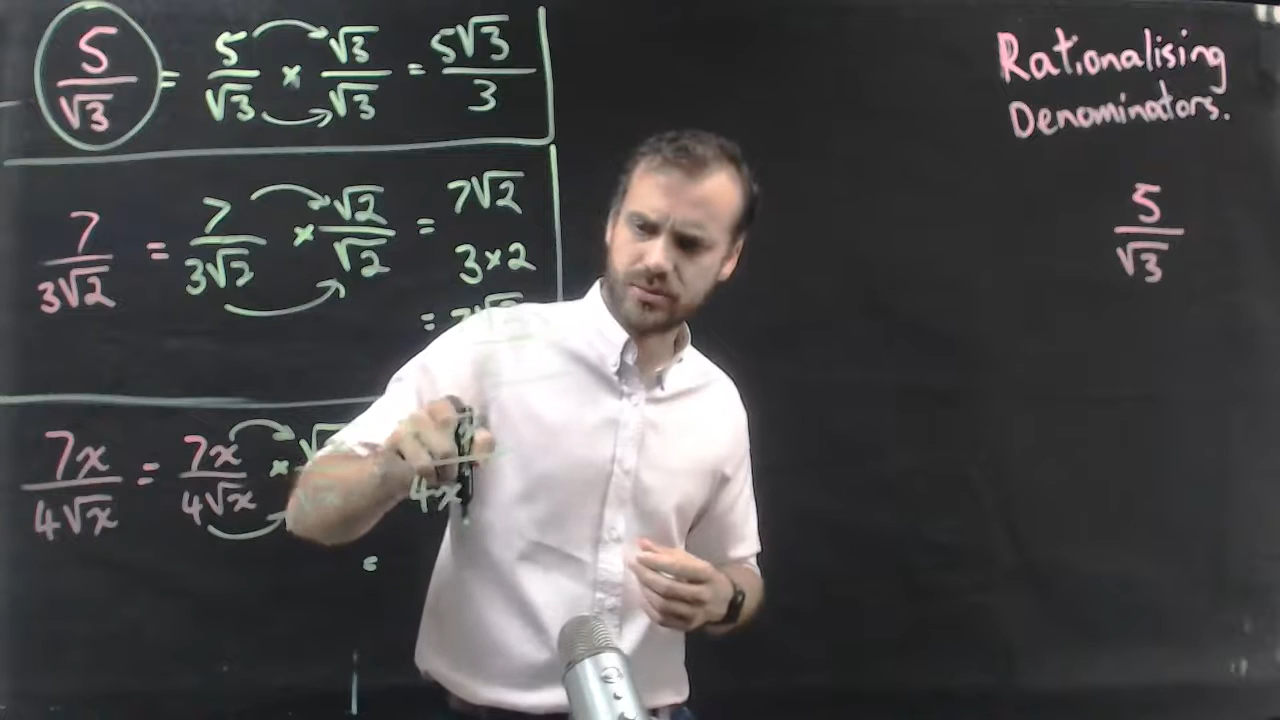 5/√3 = 5/√3 × √3/√3 = 5√3/3
7/3√2 = 7/3√2 × √2/√2 = 7√2/3×2
=
7x/4√x = 7x/4√x ×
4x
=
Rationalising
Denominators.
5/√3